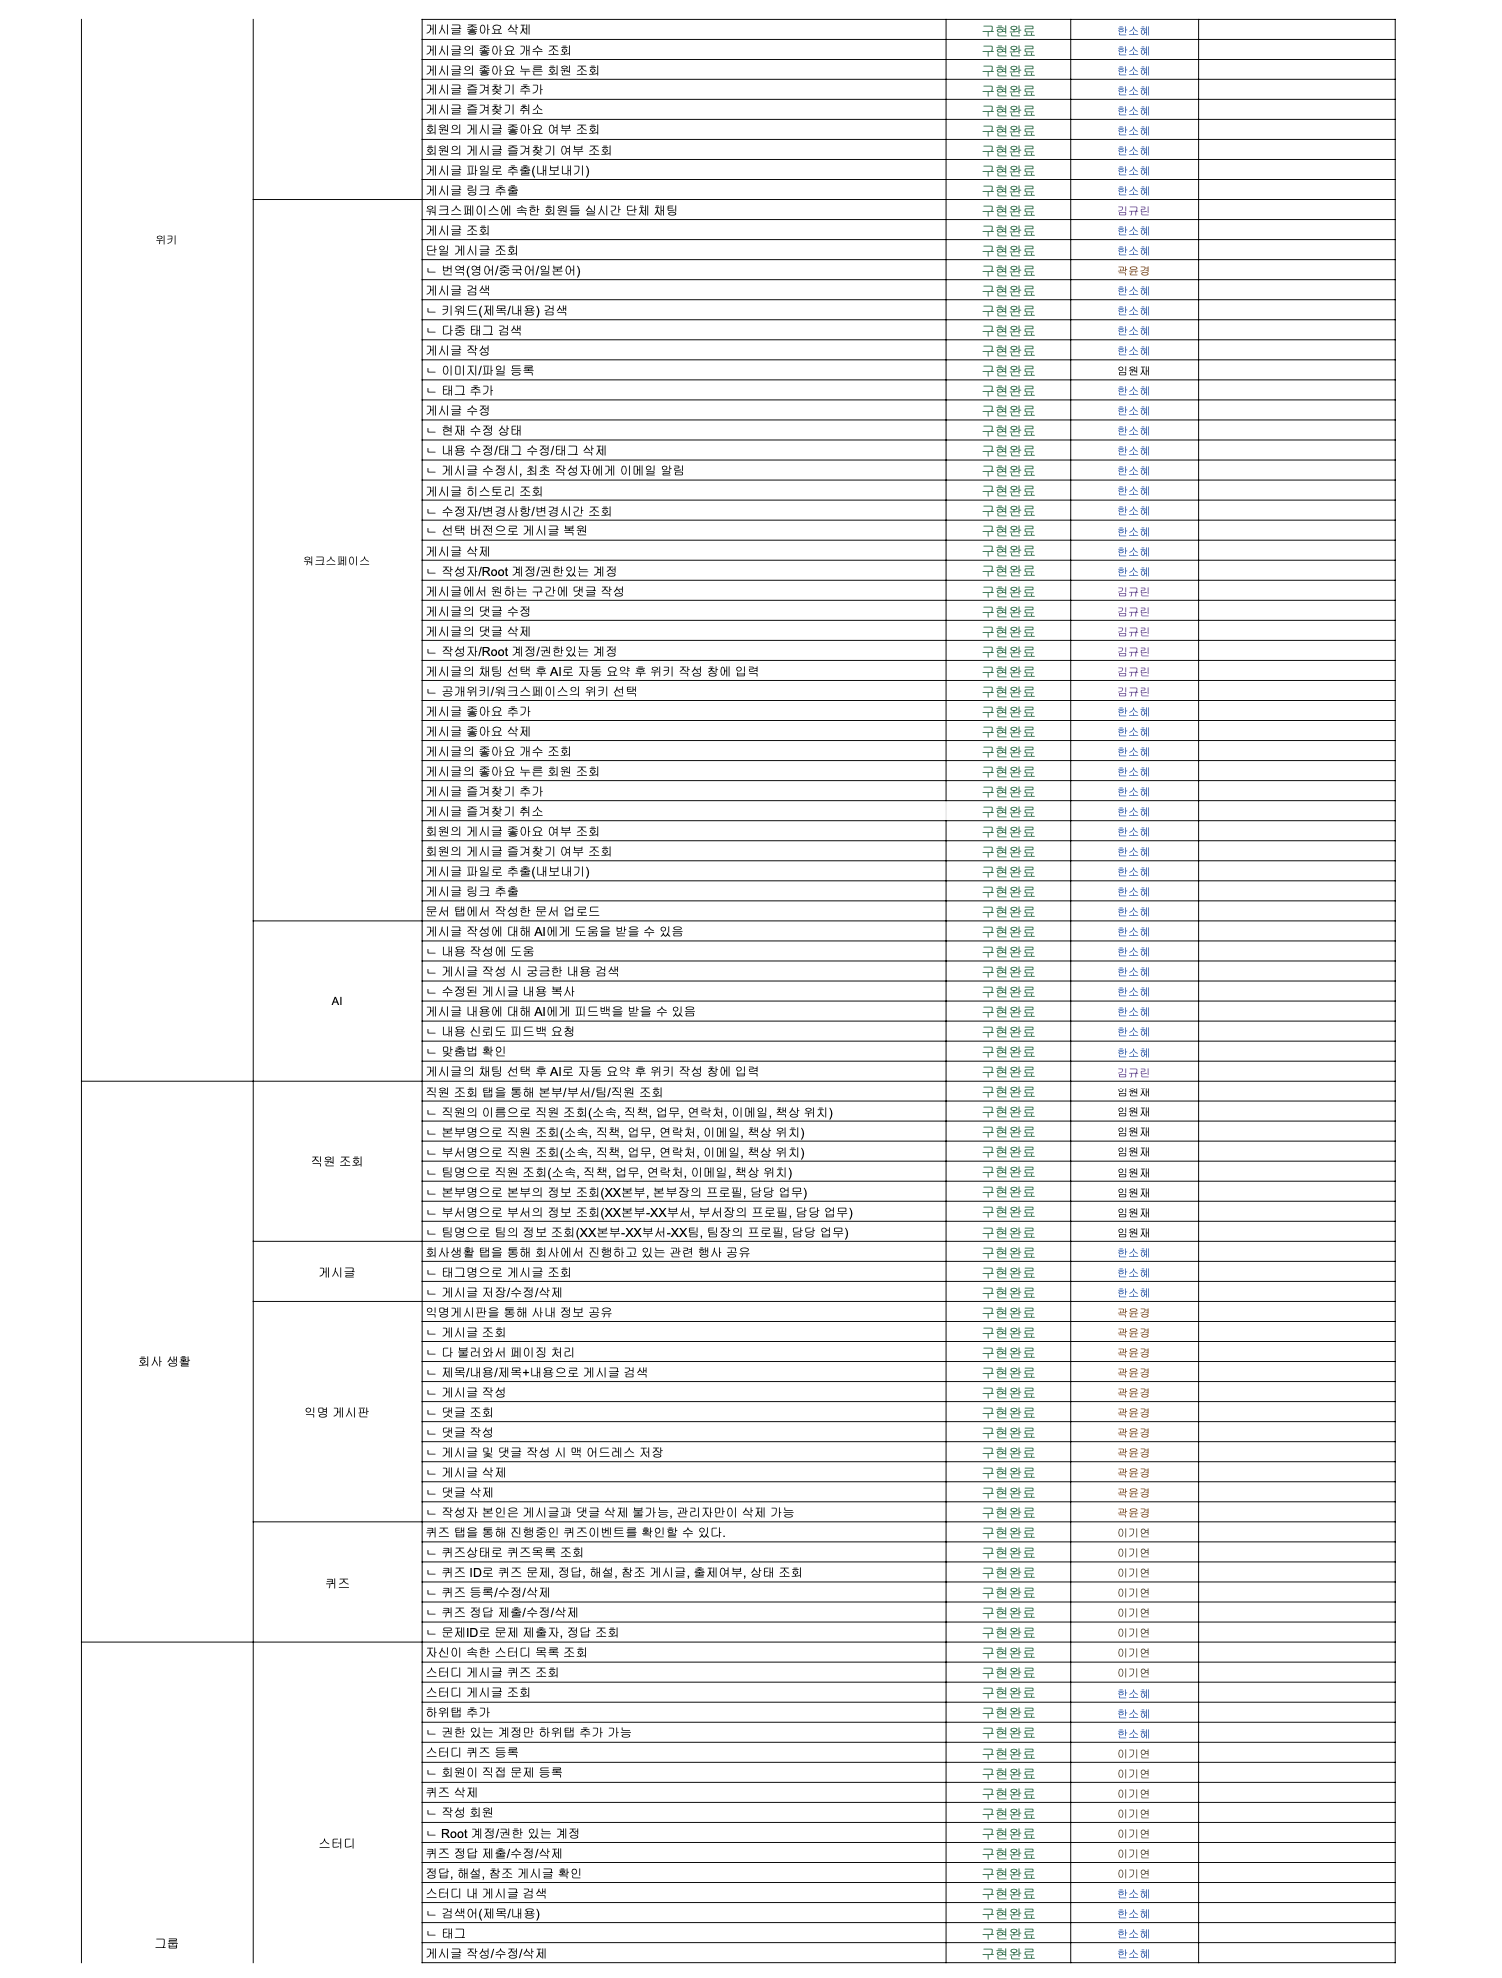 게시글 좋아요 삭제 구현완료 한소혜
게시글의 좋아요 개수 조회 구현완료 한소혜
게시글의 좋아요 누른 회원 조회 구현완료 한소혜
게시글 즐겨찾기 추가 구현완료 한소혜
게시글 즐겨찾기 취소 구현완료 한소혜
회원의 게시글 좋아요 여부 조회 구현완료 한소혜
회원의 게시글 즐겨찾기 여부 조회 구현완료 한소혜
게시글 파일로 추출(내보내기) 구현완료 한소혜
게시글 링크 추출 구현완료 한소혜
워크스페이스에 속한 회원들 실시간 단체 채팅 구현완료 김규린
게시글 조회 구현완료 한소혜
위키
단일 게시글 조회 구현완료 한소혜
ㄴ 번역(영어/중국어/일본어) 구현완료 곽윤경
게시글 검색 구현완료 한소혜
ㄴ 키워드(제목/내용) 검색 구현완료 한소혜
ㄴ 다중 태그 검색 구현완료 한소혜
게시글 작성 구현완료 한소혜
ㄴ 이미지/파일 등록 구현완료 임원재
ㄴ 태그 추가 구현완료 한소혜
게시글 수정 구현완료 한소혜
ㄴ 현재 수정 상태 구현완료 한소혜
ㄴ 내용 수정/태그 수정/태그 삭제 구현완료 한소혜
ㄴ 게시글 수정시, 최초 작성자에게 이메일 알림 구현완료 한소혜
게시글 히스토리 조회 구현완료 한소혜
ㄴ 수정자/변경사항/변경시간 조회 구현완료 한소혜
ㄴ 선택 버전으로 게시글 복원 구현완료 한소혜
게시글 삭제 구현완료 한소혜
워크스페이스
ㄴ 작성자/Root 계정/권한있는 계정 구현완료 한소혜
게시글에서 원하는 구간에 댓글 작성 구현완료 김규린
게시글의 댓글 수정 구현완료 김규린
게시글의 댓글 삭제 구현완료 김규린
ㄴ 작성자/Root 계정/권한있는 계정 구현완료 김규린
게시글의 채팅 선택 후 AI로 자동 요약 후 위키 작성 창에 입력 구현완료 김규린
ㄴ 공개위키/워크스페이스의 위키 선택 구현완료 김규린
게시글 좋아요 추가 구현완료 한소혜
게시글 좋아요 삭제 구현완료 한소혜
게시글의 좋아요 개수 조회 구현완료 한소혜
게시글의 좋아요 누른 회원 조회 구현완료 한소혜
게시글 즐겨찾기 추가 구현완료 한소혜
게시글 즐겨찾기 취소 구현완료 한소혜
회원의 게시글 좋아요 여부 조회 구현완료 한소혜
회원의 게시글 즐겨찾기 여부 조회 구현완료 한소혜
게시글 파일로 추출(내보내기) 구현완료 한소혜
게시글 링크 추출 구현완료 한소혜
문서 탭에서 작성한 문서 업로드 구현완료 한소혜
게시글 작성에 대해 AI에게 도움을 받을 수 있음 구현완료 한소혜
ㄴ 내용 작성에 도움 구현완료 한소혜
ㄴ 게시글 작성 시 궁금한 내용 검색 구현완료 한소혜
ㄴ 수정된 게시글 내용 복사 구현완료 한소혜
AI
게시글 내용에 대해 AI에게 피드백을 받을 수 있음 구현완료 한소혜
ㄴ 내용 신뢰도 피드백 요청 구현완료 한소혜
ㄴ 맞춤법 확인 구현완료 한소혜
게시글의 채팅 선택 후 AI로 자동 요약 후 위키 작성 창에 입력 구현완료 김규린
직원 조회 탭을 통해 본부/부서/팀/직원 조회 구현완료 임원재
ㄴ 직원의 이름으로 직원 조회(소속, 직책, 업무, 연락처, 이메일, 책상 위치) 구현완료 임원재
ㄴ 본부명으로 직원 조회(소속, 직책, 업무, 연락처, 이메일, 책상 위치) 구현완료 임원재
ㄴ 부서명으로 직원 조회(소속, 직책, 업무, 연락처, 이메일, 책상 위치) 구현완료 임원재
직원 조회
ㄴ 팀명으로 직원 조회(소속, 직책, 업무, 연락처, 이메일, 책상 위치) 구현완료 임원재
ㄴ 본부명으로 본부의 정보 조회(XX본부, 본부장의 프로필, 담당 업무) 구현완료 임원재
ㄴ 부서명으로 부서의 정보 조회(XX본부-XX부서, 부서장의 프로필, 담당 업무) 구현완료 임원재
ㄴ 팀명으로 팀의 정보 조회(XX본부-XX부서-XX팀, 팀장의 프로필, 담당 업무) 구현완료 임원재
회사생활 탭을 통해 회사에서 진행하고 있는 관련 행사 공유 구현완료 한소혜
게시글 ㄴ 태그명으로 게시글 조회 구현완료 한소혜
ㄴ 게시글 저장/수정/삭제 구현완료 한소혜
익명게시판을 통해 사내 정보 공유 구현완료 곽윤경
ㄴ 게시글 조회 구현완료 곽윤경
ㄴ 다 불러와서 페이징 처리 구현완료 곽윤경
회사 생활
ㄴ 제목/내용/제목+내용으로 게시글 검색 구현완료 곽윤경
ㄴ 게시글 작성 구현완료 곽윤경
익명 게시판 ㄴ 댓글 조회 구현완료 곽윤경
ㄴ 댓글 작성 구현완료 곽윤경
ㄴ 게시글 및 댓글 작성 시 맥 어드레스 저장 구현완료 곽윤경
ㄴ 게시글 삭제 구현완료 곽윤경
ㄴ 댓글 삭제 구현완료 곽윤경
ㄴ 작성자 본인은 게시글과 댓글 삭제 불가능, 관리자만이 삭제 가능 구현완료 곽윤경
퀴즈 탭을 통해 진행중인 퀴즈이벤트를 확인할 수 있다. 구현완료 이기연
ㄴ 퀴즈상태로 퀴즈목록 조회 구현완료 이기연
ㄴ 퀴즈 ID로 퀴즈 문제, 정답, 해설, 참조 게시글, 출제여부, 상태 조회 구현완료 이기연
퀴즈
ㄴ 퀴즈 등록/수정/삭제 구현완료 이기연
ㄴ 퀴즈 정답 제출/수정/삭제 구현완료 이기연
ㄴ 문제ID로 문제 제출자, 정답 조회 구현완료 이기연
자신이 속한 스터디 목록 조회 구현완료 이기연
스터디 게시글 퀴즈 조회 구현완료 이기연
스터디 게시글 조회 구현완료 한소혜
하위탭 추가 구현완료 한소혜
ㄴ 권한 있는 계정만 하위탭 추가 가능 구현완료 한소혜
스터디 퀴즈 등록 구현완료 이기연
ㄴ 회원이 직접 문제 등록 구현완료 이기연
퀴즈 삭제 구현완료 이기연
ㄴ 작성 회원 구현완료 이기연
ㄴ Root 계정/권한 있는 계정 구현완료 이기연
스터디
퀴즈 정답 제출/수정/삭제 구현완료 이기연
정답, 해설, 참조 게시글 확인 구현완료 이기연
스터디 내 게시글 검색 구현완료 한소혜
ㄴ 검색어(제목/내용) 구현완료 한소혜
ㄴ 태그 구현완료 한소혜
그룹
게시글 작성/수정/삭제 구현완료 한소혜